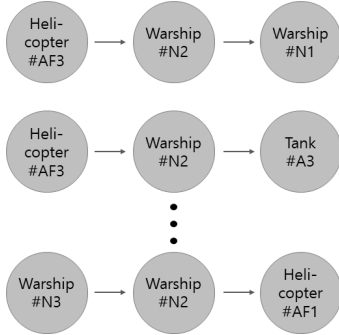 Heli-
copter
#AF3
Warship
#N2
Warship
#N1
Heli-
copter
#AF3
Warship
#N2
Tank
#A3
Warship
#N3
Warship
#N2
Heli-
copter
#AF1